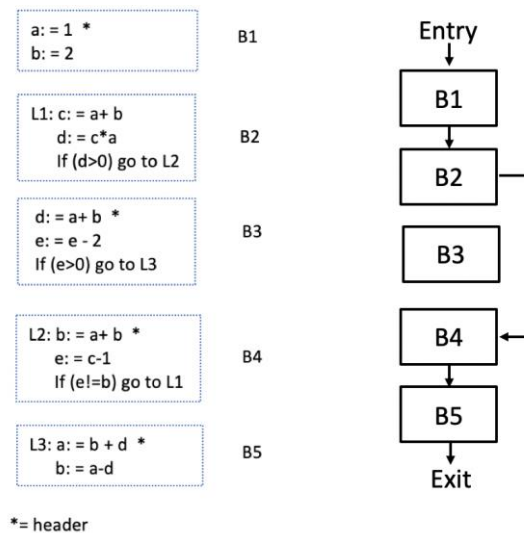 a: = 1 *
b: = 2
B1
L1: c: = a+ b
d: = c*a
If (d>0) go to L2
B2
d: = a+ b *
e: = e - 2
If (e>0) go to L3
B3
L2: b: = a+ b *
e: = c-1
If (e!=b) go to L1
B4
L3: a: = b + d *
b: = a-d
B5
*= header
Entry
B1
B2
B3
B4
B5
Exit